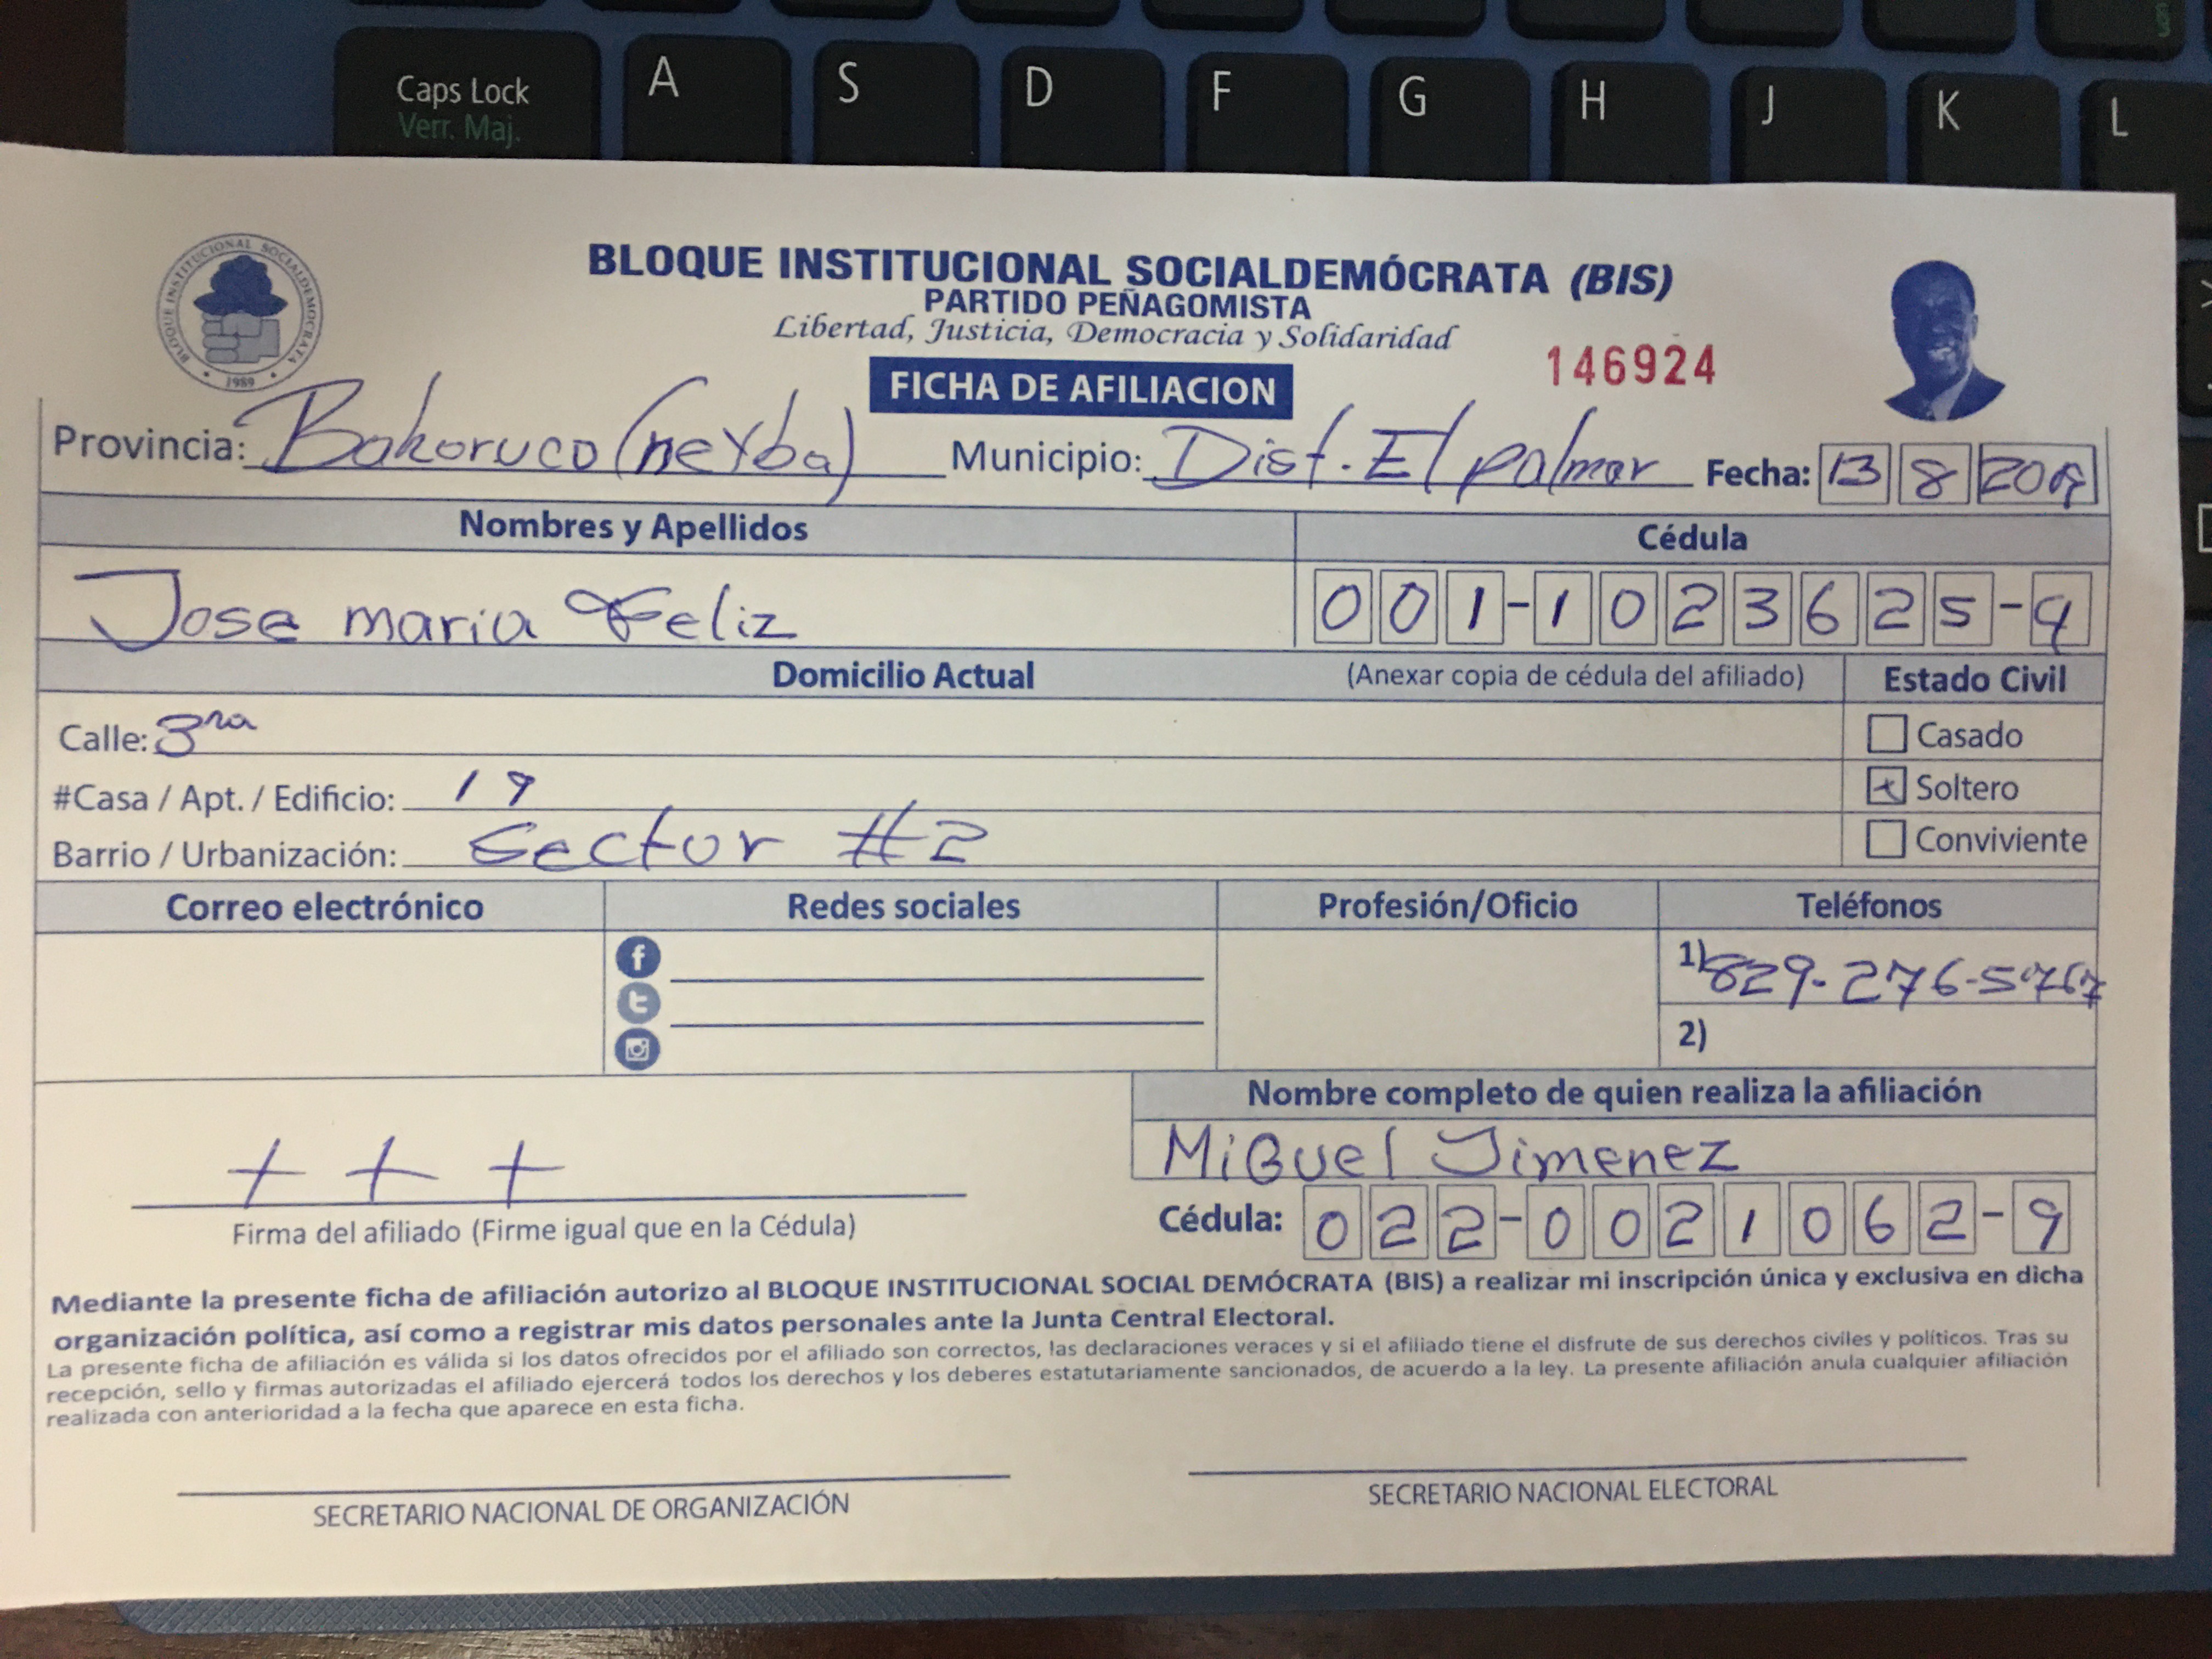 Caps Lock A S D F G H J K L
Verr. Maj.
BLOQUE INSTITUCIONAL SOCIALDEMOCRATA
1989
BLOQUE INSTITUCIONAL SOCIALDEMÓCRATA (BIS)
PARTIDO PEÑAGOMISTA
Libertad, Justicia, Democracia y Solidaridad
146924
FICHA DE AFILIACION
Provincia: Bahoruco (neYba) Municipio: Dist. El palmar Fecha: 13 8
Nombres y Apellidos Cédula
Jose maria Feliz 001-1023625-4
Domicilio Actual (Anexar copia de cédula del afiliado) Estado Civil
Calle: 3ra Casado
#Casa / Apt. / Edificio: 19 Soltero
Barrio / Urbanización: Sector #2 Conviviente
Correo electrónico Redes sociales Profesión/Oficio Teléfonos
1) 829-276-5767
2)
Nombre completo de quien realiza la afiliación
MiGuel Jimenez
+ + +
Firma del afiliado (Firme igual que en la Cédula) Cédula: 022-0021062-9
Mediante la presente ficha de afiliación autorizo al BLOQUE INSTITUCIONAL SOCIAL DEMÓCRATA (BIS) a realizar mi inscripción única y exclusiva en dicha
organización política, así como a registrar mis datos personales ante la Junta Central Electoral.
La presente ficha de afiliación es válida si los datos ofrecidos por el afiliado son correctos, las declaraciones veraces y si el afiliado tiene el disfrute de sus derechos civiles y políticos. Tras su
recepción, sello y firmas autorizadas el afiliado ejercerá todos los derechos y los deberes estatutariamente sancionados, de acuerdo a la ley. La presente afiliación anula cualquier afiliación
realizada con anterioridad a la fecha que aparece en esta ficha.
SECRETARIO NACIONAL DE ORGANIZACIÓN SECRETARIO NACIONAL ELECTORAL